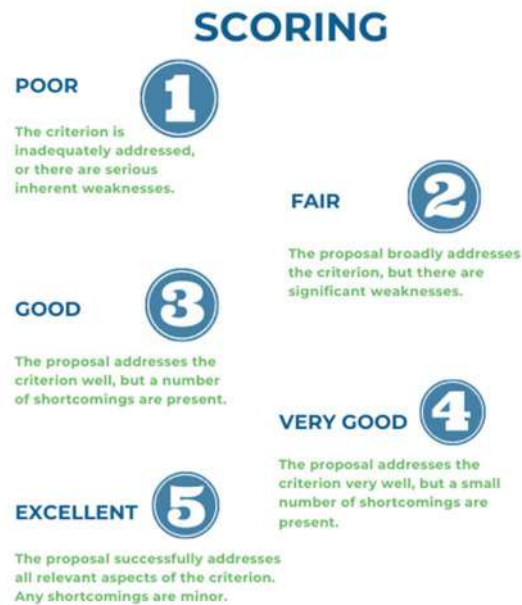 SCORING
POOR
1
The criterion is
inadequately addressed,
or there are serious
inherent weaknesses.
FAIR
2
The proposal broadly addresses
the criterion, but there are
significant weaknesses.
GOOD
3
The proposal addresses the
criterion well, but a number
of shortcomings are present.
VERY GOOD
4
The proposal addresses the
criterion very well, but a small
number of shortcomings are
present.
EXCELLENT
5
The proposal successfully addresses
all relevant aspects of the criterion.
Any shortcomings are minor.